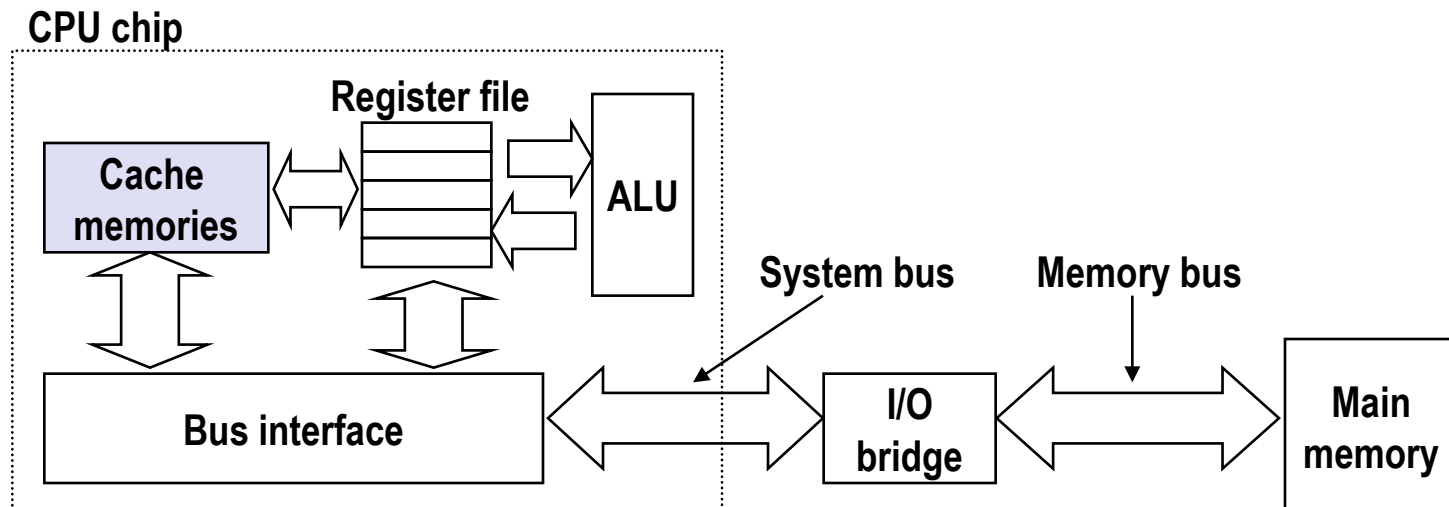 CPU chip
Register file
Cache
memories
ALU
System bus
Memory bus
Bus interface
I/O
bridge
Main
memory